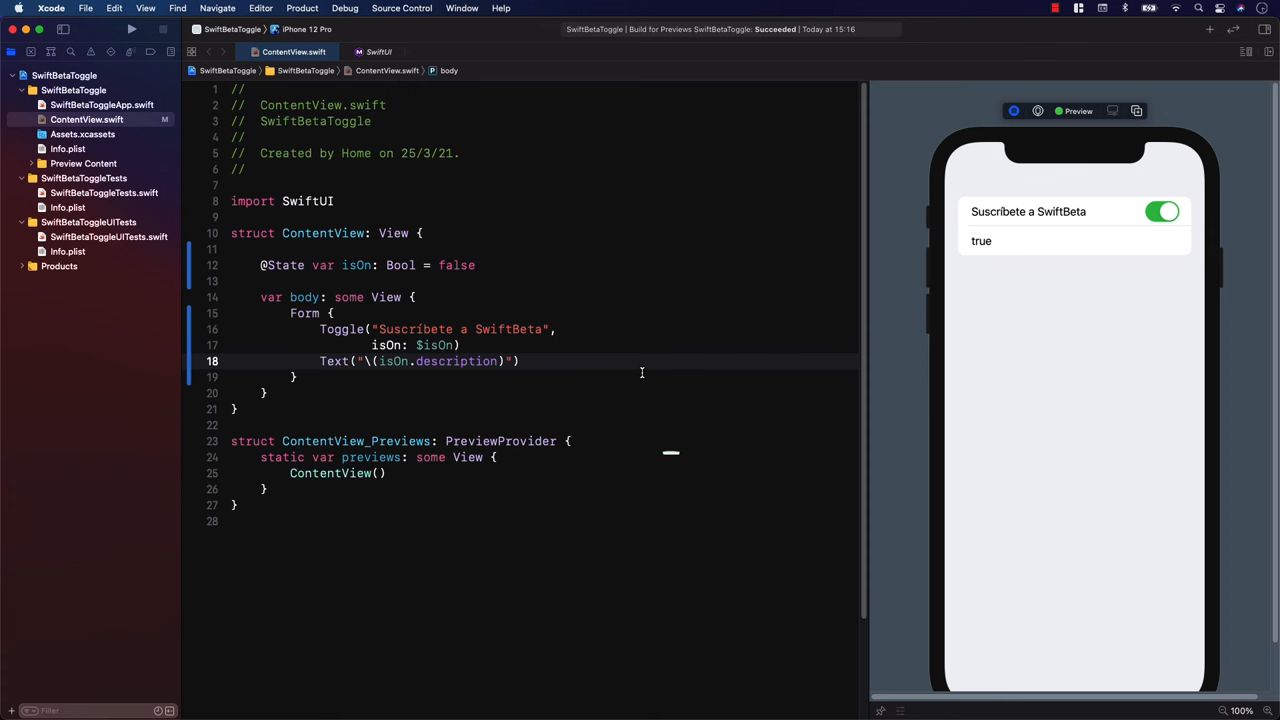 Xcode File Edit View Find Navigate Editor Product Debug Source Control Window Help
SwiftBetaToggle iPhone 12 Pro
SwiftBetaToggle | Build for Previews SwiftBetaToggle: Succeeded | Today at 15:16
ContentView.swift SwiftUI
SwiftBetaToggle SwiftBetaToggle ContentView.swift body
SwiftBetaToggle
SwiftBetaToggle
SwiftBetaToggleApp.swift
ContentView.swift M
Assets.xcassets
Info.plist
Preview Content
SwiftBetaToggleTests
SwiftBetaToggleTests.swift
Info.plist
SwiftBetaToggleUITests
SwiftBetaToggleUITests.swift
Info.plist
Products
Filter
1 //
2 // ContentView.swift
3 // SwiftBetaToggle
4 //
5 // Created by Home on 25/3/21.
6 //
7
8 import SwiftUI
9
10 struct ContentView: View {
11
12 @State var isOn: Bool = false
13
14 var body: some View {
15 Form {
16 Toggle("Suscríbete a SwiftBeta",
17 isOn: $isOn)
18 Text("\(isOn.description)")
19 }
20 }
21 }
22
23 struct ContentView_Previews: PreviewProvider {
24 static var previews: some View {
25 ContentView()
26 }
27 }
28
Preview
Suscríbete a SwiftBeta
true
100%